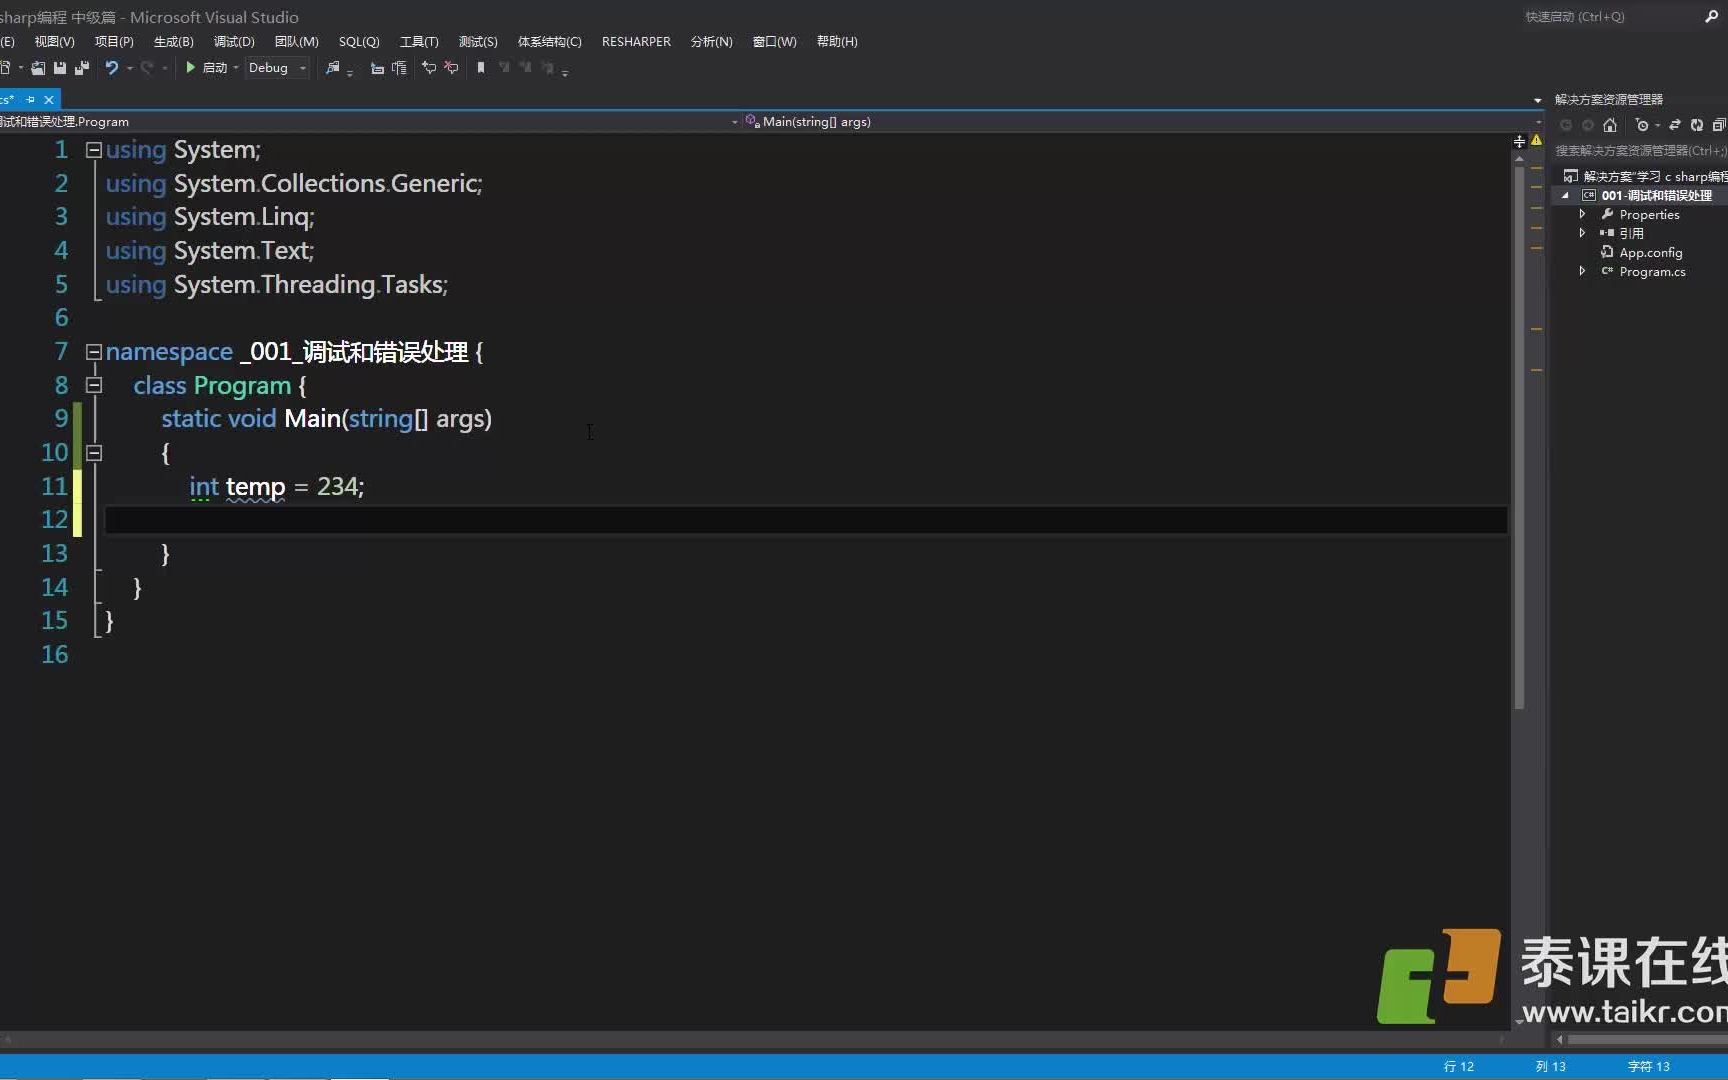 sharp编程 中级篇 - Microsoft Visual Studio
快速启动 (Ctrl+Q)
(E) 视图(V) 项目(P) 生成(B) 调试(D) 团队(M) SQL(Q) 工具(T) 测试(S) 体系结构(C) RESHARPER 分析(N) 窗口(W) 帮助(H)
启动 Debug
cs*
试和错误处理.Program
Main(string[] args)
解决方案资源管理器
搜索解决方案资源管理器(Ctrl+;)
解决方案"学习 c sharp编程
001-调试和错误处理
Properties
引用
App.config
Program.cs
1 using System;
2 using System.Collections.Generic;
3 using System.Linq;
4 using System.Text;
5 using System.Threading.Tasks;
6
7 namespace _001_调试和错误处理 {
8 class Program {
9 static void Main(string[] args)
10 {
11 int temp = 234;
12
13 }
14 }
15 }
16
泰课在线
www.taikr.com
行 12 列 13 字符 13